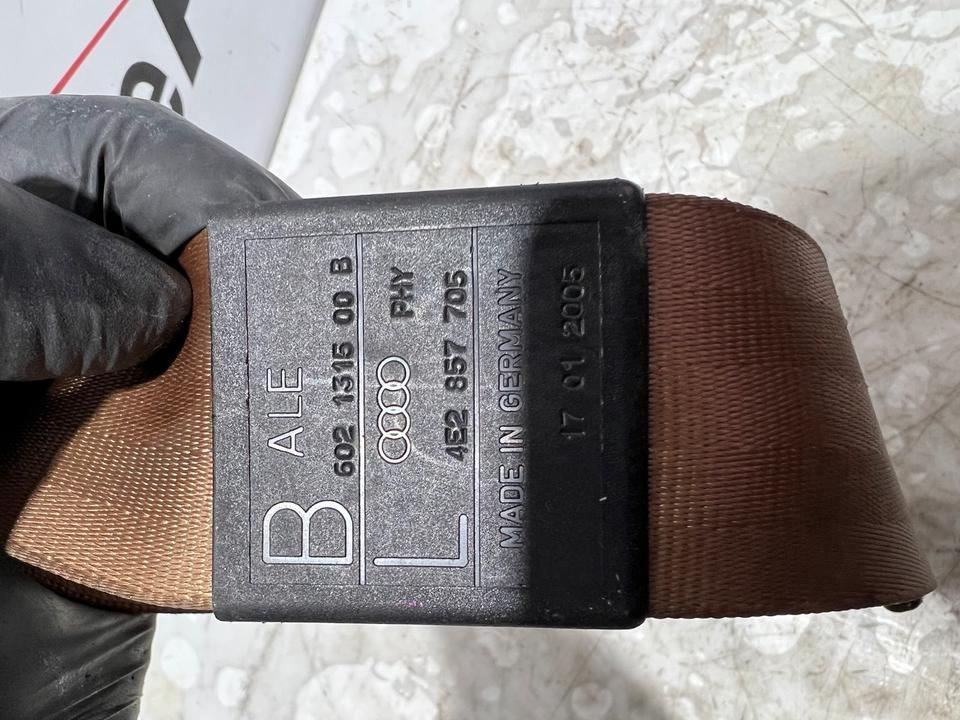 B ALE
602 1315 00 B
PHY
L 4E2 857 705
MADE IN GERMANY
17 01 2005